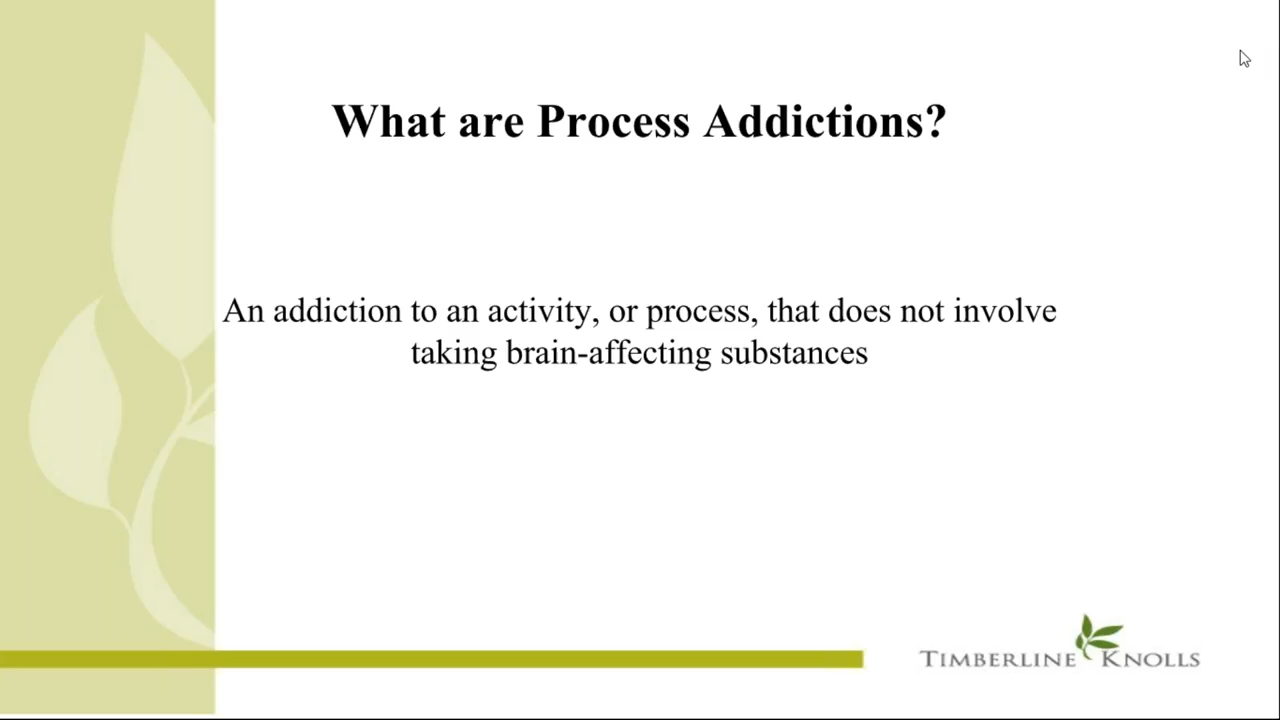 What are Process Addictions?
An addiction to an activity, or process, that does not involve
taking brain-affecting substances
TIMBERLINE KNOLLS